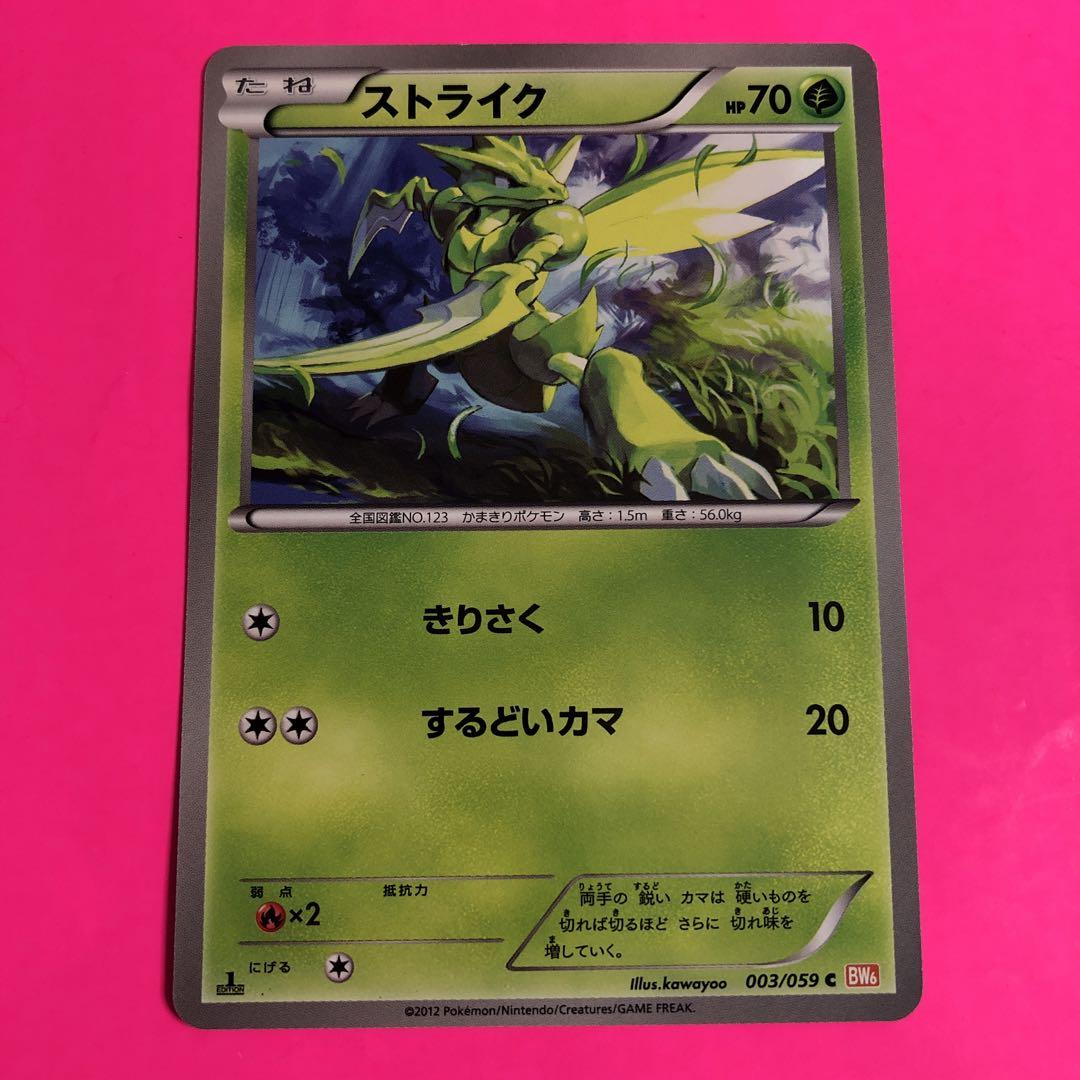 たね ストライク HP70
全国図鑑NO.123 かまきりポケモン 高さ：1.5m 重さ：56.0kg
きりさく 10
するどいカマ 20
弱点 抵抗力
×2
にげる
両手の 鋭い カマは 硬いものを
切れば切るほど さらに 切れ味を
増していく。
1 EDITION
Illus.kawayoo 003/059 C BW6
©2012 Pokémon/Nintendo/Creatures/GAME FREAK.